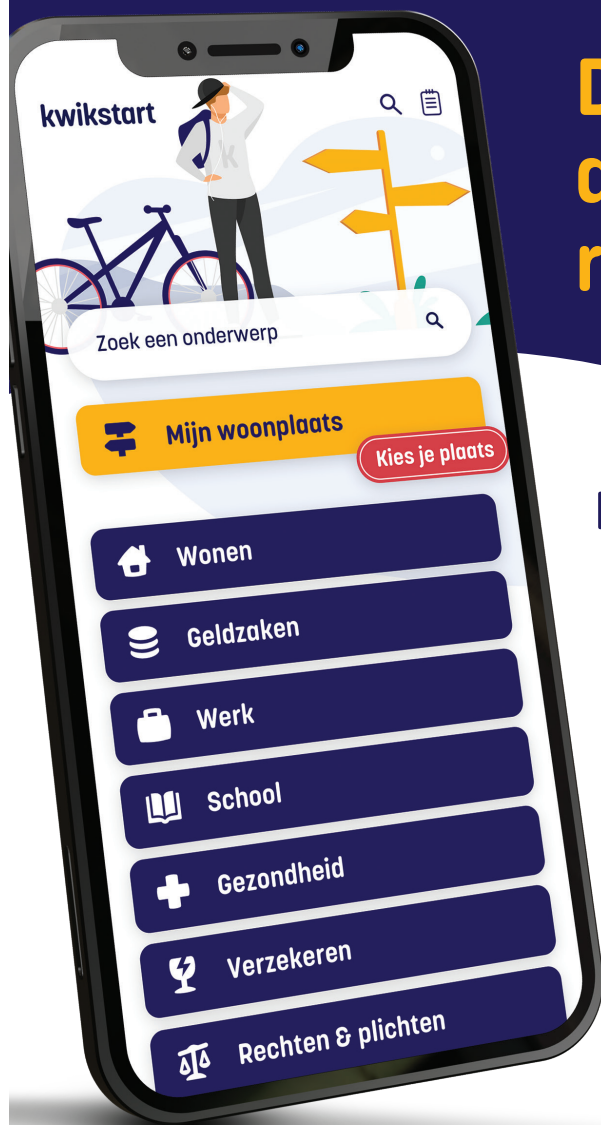 kwikstart
Zoek een onderwerp
Mijn woonplaats
Kies je plaats
Wonen
Geldzaken
Werk
School
Gezondheid
Verzekeren
Rechten & plichten